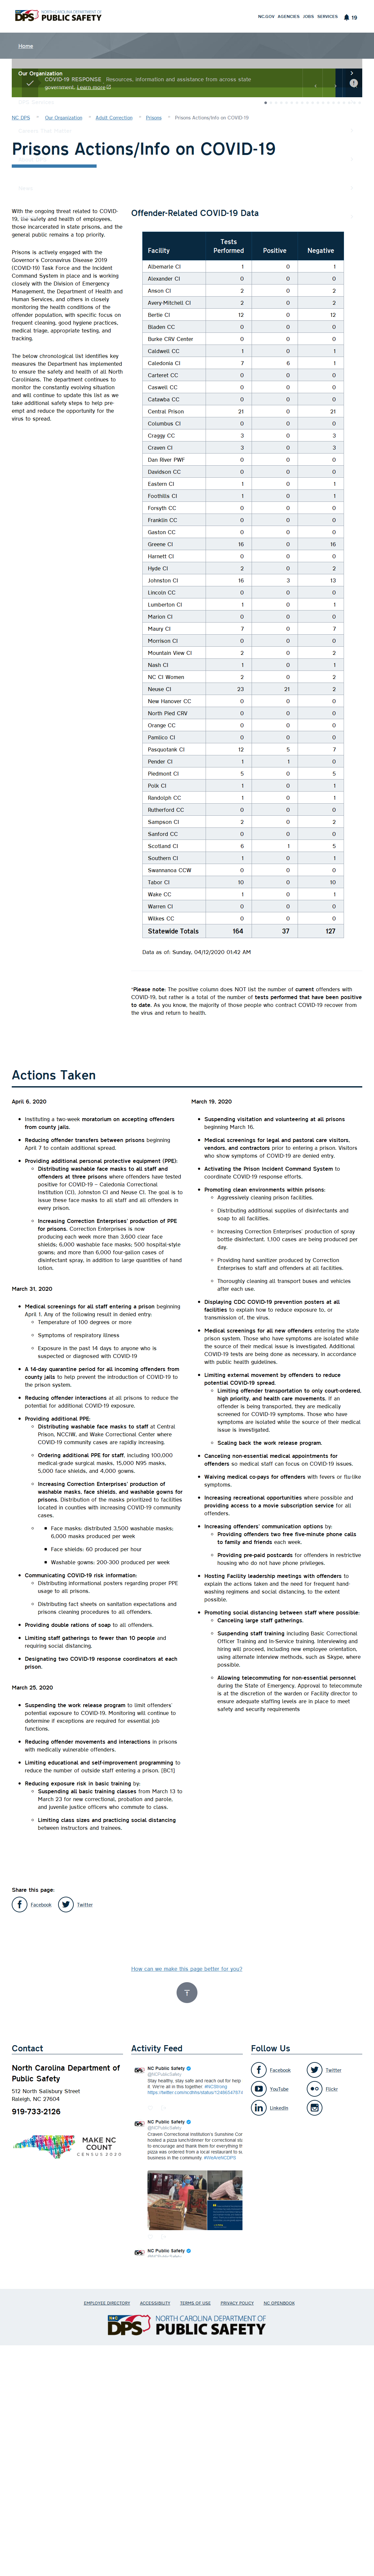 NORTH CAROLINA DEPARTMENT OF
DPS PUBLIC SAFETY
NC.GOV AGENCIES JOBS SERVICES 19
Home
Our Organization
COVID-19 RESPONSE Resources, information and assistance from across state
government. Learn more
NC DPS Our Organization Adult Correction Prisons Prisons Actions/Info on COVID-19
News
Prisons Actions/Info on COVID-19
With the ongoing threat related to COVID-
19, the safety and health of employees,
those incarcerated in state prisons, and the
general public remains a top priority.
Prisons is actively engaged with the
Governor's Coronavirus Disease 2019
(COVID-19) Task Force and the Incident
Command System in place and is working
closely with the Division of Emergency
Management, the Department of Health and
Human Services, and others in closely
monitoring the health conditions of the
offender population, with specific focus on
frequent cleaning, good hygiene practices,
medical triage, appropriate testing, and
tracking.
The below chronological list identifies key
measures the Department has implemented
to ensure the safety and health of all North
Carolinians. The department continues to
monitor the constantly evolving situation
and will continue to update this list as we
take additional safety steps to help pre-
empt and reduce the opportunity for the
virus to spread.
Offender-Related COVID-19 Data
Facility Tests Performed Positive Negative
Albemarle CI 1 0 1
Alexander CI 0 0 0
Anson CI 2 0 2
Avery-Mitchell CI 2 0 2
Bertie CI 12 0 12
Bladen CC 0 0 0
Burke CRV Center 0 0 0
Caldwell CC 1 0 1
Caledonia CI 7 6 1
Carteret CC 0 0 0
Caswell CC 0 0 0
Catawba CC 0 0 0
Central Prison 21 0 21
Columbus CI 0 0 0
Craggy CC 3 0 3
Craven CI 3 0 3
Dan River PWF 0 0 0
Davidson CC 0 0 0
Eastern CI 1 0 1
Foothills CI 1 0 1
Forsyth CC 0 0 0
Franklin CC 0 0 0
Gaston CC 0 0 0
Greene CI 16 0 16
Harnett CI 0 0 0
Hyde CI 2 0 2
Johnston CI 16 3 13
Lincoln CC 0 0 0
Lumberton CI 1 0 1
Marion CI 0 0 0
Maury CI 7 0 7
Morrison CI 0 0 0
Mountain View CI 2 0 2
Nash CI 1 0 1
NC CI Women 2 0 2
Neuse CI 23 21 2
New Hanover CC 0 0 0
North Pied CRV 0 0 0
Orange CC 0 0 0
Pamlico CI 0 0 0
Pasquotank CI 12 5 7
Pender CI 1 1 0
Piedmont CI 5 0 5
Polk CI 1 0 1
Randolph CC 1 0 1
Rutherford CC 0 0 0
Sampson CI 2 0 2
Sanford CC 0 0 0
Scotland CI 6 1 5
Southern CI 1 0 1
Swannanoa CCW 0 0 0
Tabor CI 10 0 10
Wake CC 1 0 1
Warren CI 0 0 0
Wilkes CC 0 0 0
Statewide Totals 164 37 127
Data as of: Sunday, 04/12/2020 01:42 AM
*Please note: The positive column does NOT list the number of current offenders with
COVID-19, but rather is a total of the number of tests performed that have been positive
to date. As you know, the majority of those people who contract COVID-19 recover from
the virus and return to health.
Actions Taken
April 6, 2020
Instituting a two-week moratorium on accepting offenders
from county jails.
Reducing offender transfers between prisons beginning
April 7 to contain additional spread.
Providing additional personal protective equipment (PPE):
Distributing washable face masks to all staff and
offenders at three prisons where offenders have tested
positive for COVID-19 – Caledonia Correctional
Institution (CI), Johnston CI and Neuse CI. The goal is to
issue these face masks to all staff and all offenders in
every prison.
Increasing Correction Enterprises' production of PPE
for prisons. Correction Enterprises is now
producing each week more than 3,600 clear face
shields; 6,000 washable face masks; 500 hospital-style
gowns; and more than 6,000 four-gallon cases of
disinfectant spray, in addition to large quantities of hand
lotion.
March 31, 2020
Medical screenings for all staff entering a prison beginning
April 1. Any of the following result in denied entry:
Temperature of 100 degrees or more
Symptoms of respiratory illness
Exposure in the past 14 days to anyone who is
suspected or diagnosed with COVID-19
A 14-day quarantine period for all incoming offenders from
county jails to help prevent the introduction of COVID-19 to
the prison system.
Reducing offender interactions at all prisons to reduce the
potential for additional COVID-19 exposure.
Providing additional PPE:
Distributing washable face masks to staff at Central
Prison, NCCIW, and Wake Correctional Center where
COVID-19 community cases are rapidly increasing.
Ordering additional PPE for staff, including 100,000
medical-grade surgical masks, 15,000 N95 masks,
5,000 face shields, and 4,000 gowns.
Increasing Correction Enterprises' production of
washable masks, face shields, and washable gowns for
prisons. Distribution of the masks prioritized to facilities
located in counties with increasing COVID-19 community
cases.
Face masks: distributed 3,500 washable masks;
6,000 masks produced per week
Face shields: 60 produced per hour
Washable gowns: 200-300 produced per week
Communicating COVID-19 risk information:
Distributing informational posters regarding proper PPE
usage to all prisons.
Distributing fact sheets on sanitation expectations and
prisons cleaning procedures to all offenders.
Providing double rations of soap to all offenders.
Limiting staff gatherings to fewer than 10 people and
requiring social distancing.
Designating two COVID-19 response coordinators at each
prison.
March 25, 2020
Suspending the work release program to limit offenders'
potential exposure to COVID-19. Monitoring will continue to
determine if exceptions are required for essential job
functions.
Reducing offender movements and interactions in prisons
with medically vulnerable offenders.
Limiting educational and self-improvement programming to
reduce the number of outside staff entering a prison. [BC1]
Reducing exposure risk in basic training by:
Suspending all basic training classes from March 13 to
March 23 for new correctional, probation and parole,
and juvenile justice officers who commute to class.
Limiting class sizes and practicing social distancing
between instructors and trainees.
March 19, 2020
Suspending visitation and volunteering at all prisons
beginning March 16.
Medical screenings for legal and pastoral care visitors,
vendors, and contractors prior to entering a prison. Visitors
who show symptoms of COVID-19 are denied entry.
Activating the Prison Incident Command System to
coordinate COVID-19 response efforts.
Promoting clean environments within prisons:
Aggressively cleaning prison facilities.
Distributing additional supplies of disinfectants and
soap to all facilities.
Increasing Correction Enterprises' production of spray
bottle disinfectant. 1,100 cases are being produced per
day.
Providing hand sanitizer produced by Correction
Enterprises to staff and offenders at all facilities.
Thoroughly cleaning all transport buses and vehicles
after each use.
Displaying CDC COVID-19 prevention posters at all
facilities to explain how to reduce exposure to, or
transmission of, the virus.
Medical screenings for all new offenders entering the state
prison system. Those who have symptoms are isolated while
the source of their medical issue is investigated. Additional
COVID-19 tests are being done as necessary, in accordance
with public health guidelines.
Limiting external movement by offenders to reduce
potential COVID-19 spread.
Limiting offender transportation to only court-ordered,
high priority, and health care movements. If an
offender is being transported, they are medically
screened for COVID-19 symptoms. Those who have
symptoms are isolated while the source of their medical
issue is investigated.
Scaling back the work release program.
Canceling non-essential medical appointments for
offenders so medical staff can focus on COVID-19 issues.
Waiving medical co-pays for offenders with fevers or flu-like
symptoms.
Increasing recreational opportunities where possible and
providing access to a movie subscription service for all
offenders.
Increasing offenders' communication options by:
Providing offenders two free five-minute phone calls
to family and friends each week.
Providing pre-paid postcards for offenders in restrictive
housing who do not have phone privileges.
Hosting Facility leadership meetings with offenders to
explain the actions taken and the need for frequent hand-
washing regimens and social distancing, to the extent
possible.
Promoting social distancing between staff where possible:
Canceling large staff gatherings.
Suspending staff training including Basic Correctional
Officer Training and In-Service training. Interviewing and
hiring will proceed, including new employee orientation,
using alternate interview methods, such as Skype, where
possible.
Allowing telecommuting for non-essential personnel
during the State of Emergency. Approval to telecommute
is at the discretion of the warden or Facility Executive to
ensure adequate staffing levels are in place to meet
safety and security requirements
Share this page:
Facebook Twitter
How can we make this page better for you?
Contact
North Carolina Department of
Public Safety
512 North Salisbury Street
Raleigh, NC 27604
919-733-2126
MAKE NC
COUNT
CENSUS 2020
Activity Feed
NC Public Safety
@NCPublicSafety
Stay healthy, stay safe and reach out for help
it. We're all in this together. #NCStrong
NC Public Safety
@NCPublicSafety
Craven Correctional Institution's Sunshine Cor
hosted a pizza lunch/dinner for correctional sta
to encourage and thank them for everything th
pizza was ordered from a local restaurant to su
business in the community. #WeAreNCDPS
NC Public Safety
Follow Us
Facebook Twitter
YouTube Flickr
LinkedIn
EMPLOYEE DIRECTORY ACCESSIBILITY TERMS OF USE PRIVACY POLICY NC OPENBOOK
NORTH CAROLINA DEPARTMENT OF
DPS PUBLIC SAFETY